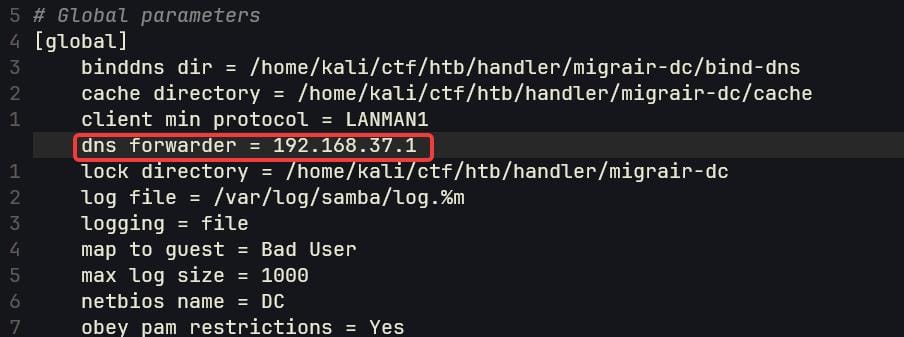 5 # Global parameters
4 [global]
3 binddns dir = /home/kali/ctf/htb/handler/migrair-dc/bind-dns
2 cache directory = /home/kali/ctf/htb/handler/migrair-dc/cache
1 client min protocol = LANMAN1
dns forwarder = 192.168.37.1
1 lock directory = /home/kali/ctf/htb/handler/migrair-dc
2 log file = /var/log/samba/log.%m
3 logging = file
4 map to guest = Bad User
5 max log size = 1000
6 netbios name = DC
7 obey pam restrictions = Yes